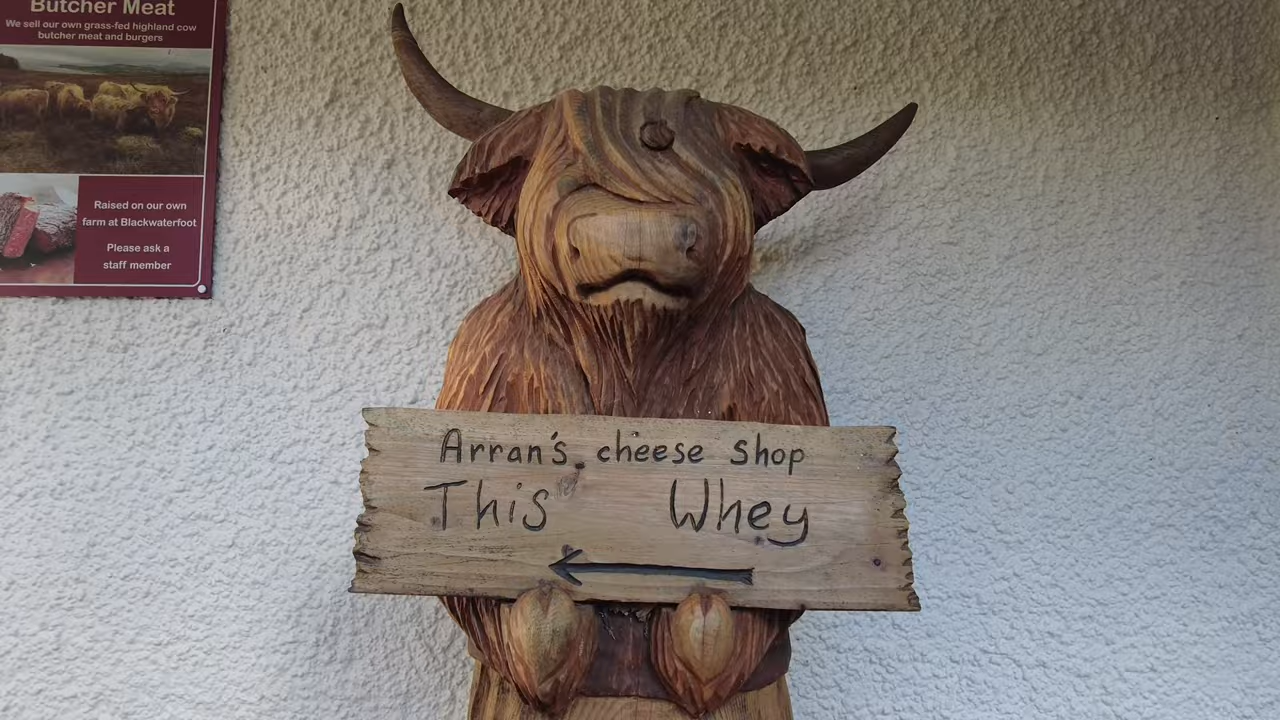 Butcher Meat
We sell our own grass-fed highland cow
butcher meat and burgers
Raised on our own
farm at Blackwaterfoot
Please ask a
staff member
Arran's cheese shop
This Whey